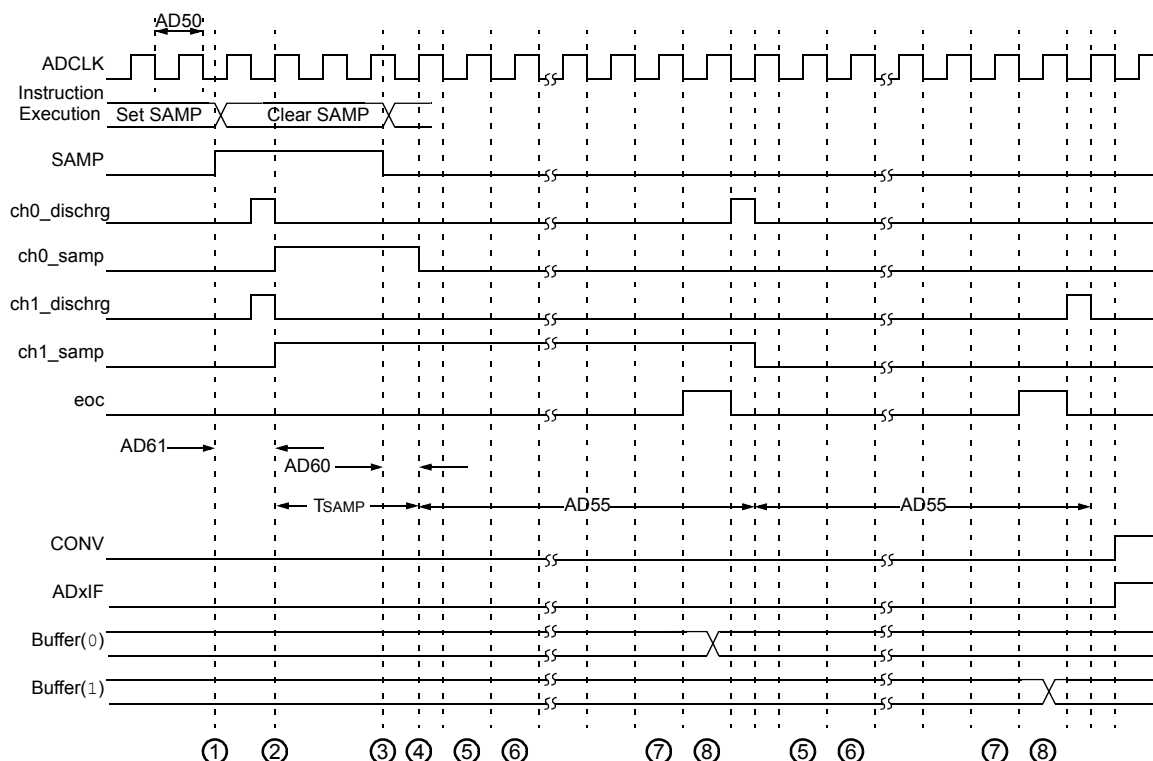 AD50
ADCLK
Instruction
Execution Set SAMP Clear SAMP
SAMP
ch0_dischrg
ch0_samp
ch1_dischrg
ch1_samp
eoc
AD61
AD60
TSAMP AD55 AD55
CONV
ADxIF
Buffer(0)
Buffer(1)
① ② ③ ④ ⑤ ⑥ ⑦ ⑧ ⑤ ⑥ ⑦ ⑧